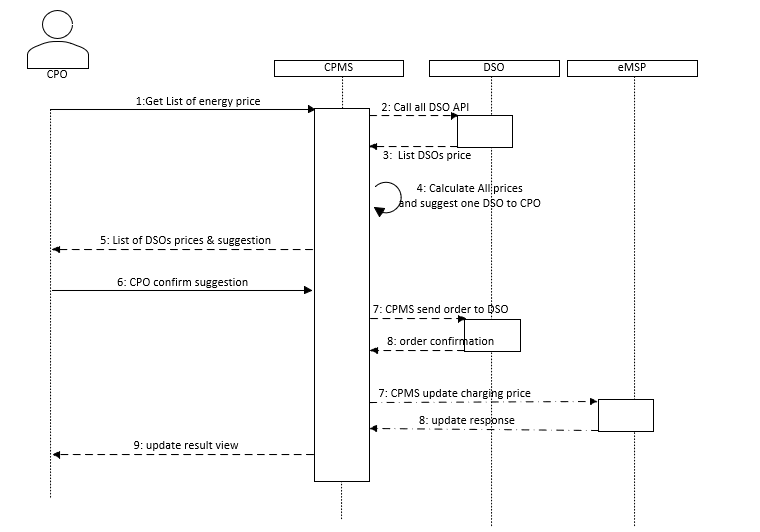 CPO
CPMS
DSO
eMSP
1:Get List of energy price
2: Call all DSO API
3:  List DSOs price
4: Calculate All prices
and suggest one DSO to CPO
5: List of DSOs prices & suggestion
6: CPO confirm suggestion
7: CPMS send order to DSO
8: order confirmation
7: CPMS update charging price
8: update response
9: update result view